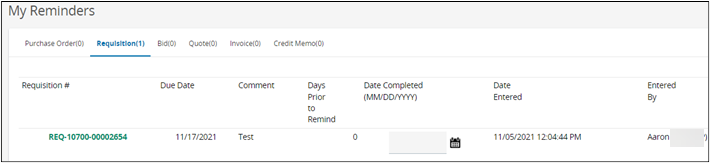 My Reminders
Purchase Order(0) Requisition(1) Bid(0) Quote(0) Invoice(0) Credit Memo(0)
Requisition # Due Date Comment Days Prior to Remind Date Completed (MM/DD/YYYY) Date Entered Entered By
REQ-10700-00002654 11/17/2021 Test 0 11/05/2021 12:04:44 PM Aaron